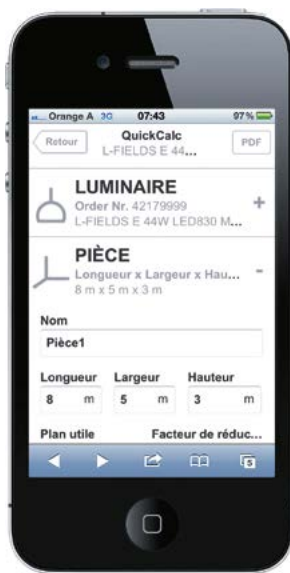 Orange A 3G 07:43 97%
QuickCalc
Retour L-FIELDS E 44... PDF
LUMINAIRE
Order Nr. 42179999 +
L-FIELDS E 44W LED830 M...
PIÈCE
Longueur x Largeur x Hau... -
8 m x 5 m x 3 m
Nom
Pièce1
Longueur Largeur Hauteur
8 m 5 m 3 m
Plan utile Facteur de réduc...
5